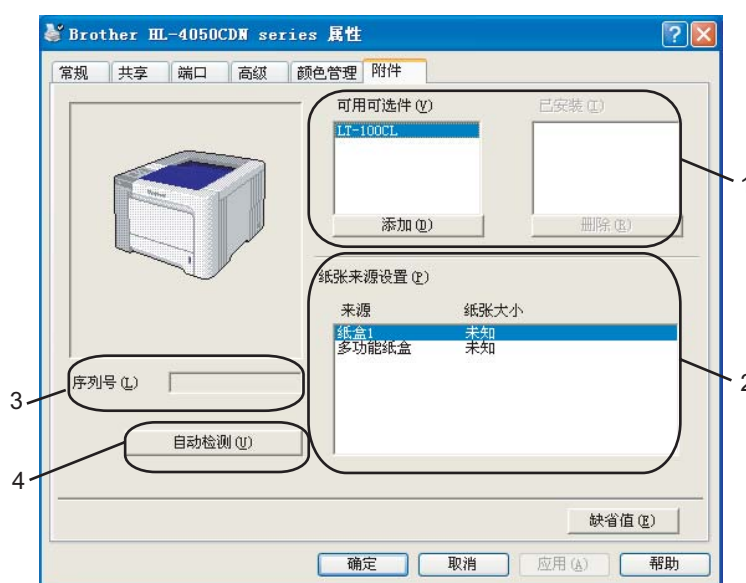 Brother HL-4050CDN series 属性
常规 共享 端口 高级 颜色管理 附件
可用可选件(V) 已安装(I)
LT-100CL
1
添加(D) 删除(R)
纸张来源设置(P)
来源 纸张大小
纸盒1 未知
多功能纸盒 未知
2
3 序列号(L)
4 自动检测(U)
缺省值(E)
确定 取消 应用(A) 帮助